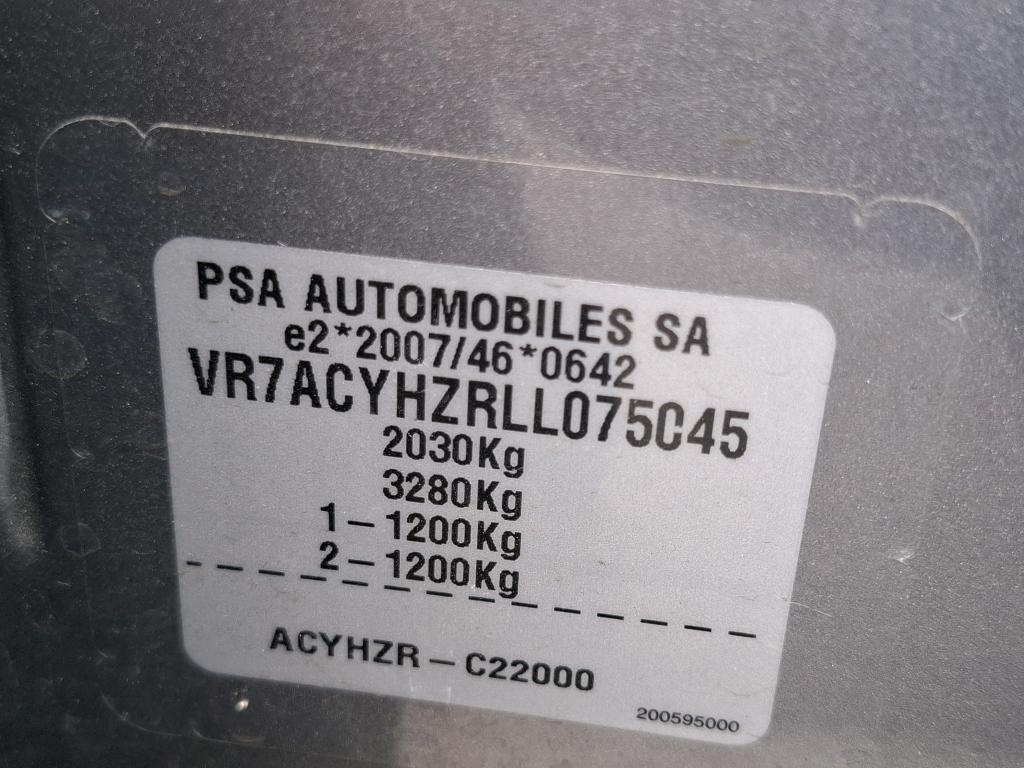 PSA AUTOMOBILES SA
e2*2007/46*0642
VR7ACYHZRLL075C45
2030Kg
3280Kg
1 – 1200Kg
2 – 1200Kg
ACYHZR – C22000
200595000